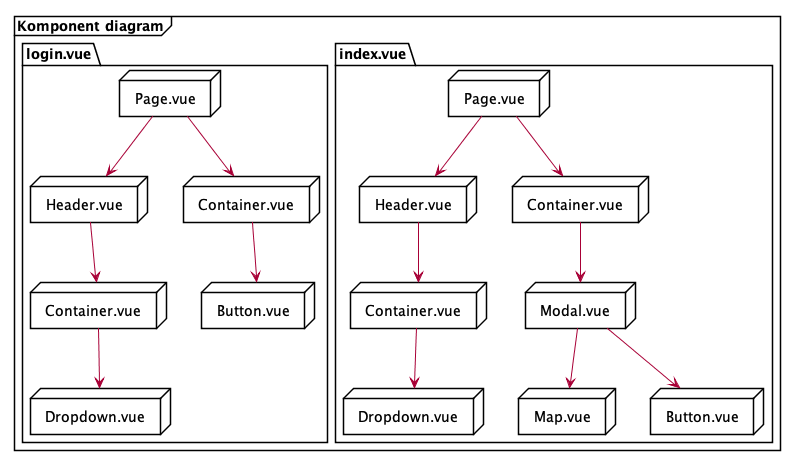 Komponent diagram
login.vue
Page.vue
Header.vue
Container.vue
Container.vue
Button.vue
Dropdown.vue
index.vue
Page.vue
Header.vue
Container.vue
Container.vue
Modal.vue
Dropdown.vue
Map.vue
Button.vue